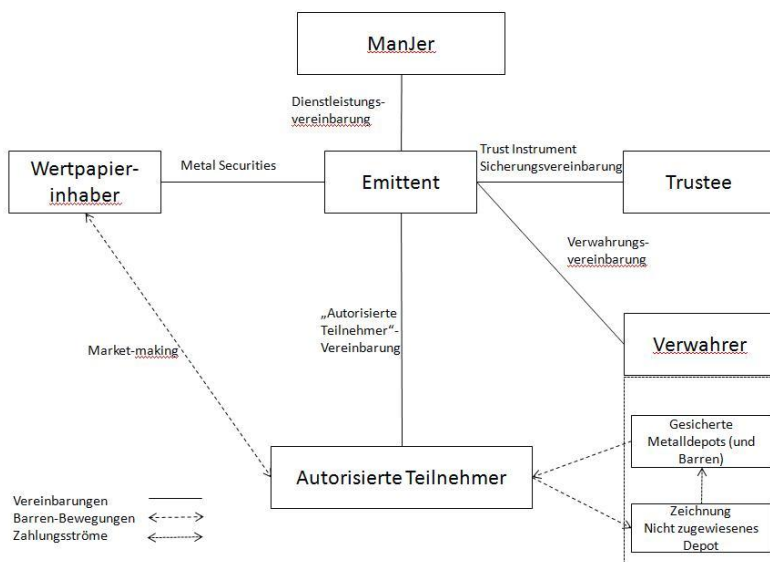 ManJer
Dienstleistungs-
vereinbarung
Wertpapier-
inhaber
Metal Securities
Emittent
Trust Instrument
Sicherungsvereinbarung
Trustee
Verwahrungs-
vereinbarung
„Autorisierte
Teilnehmer“-
Vereinbarung
Market-making
Verwahrer
Gesicherte
Metalldepots (und
Barren)
Autorisierte Teilnehmer
Zeichnung
Nicht zugewiesenes
Depot
Vereinbarungen
Barren-Bewegungen
Zahlungsströme